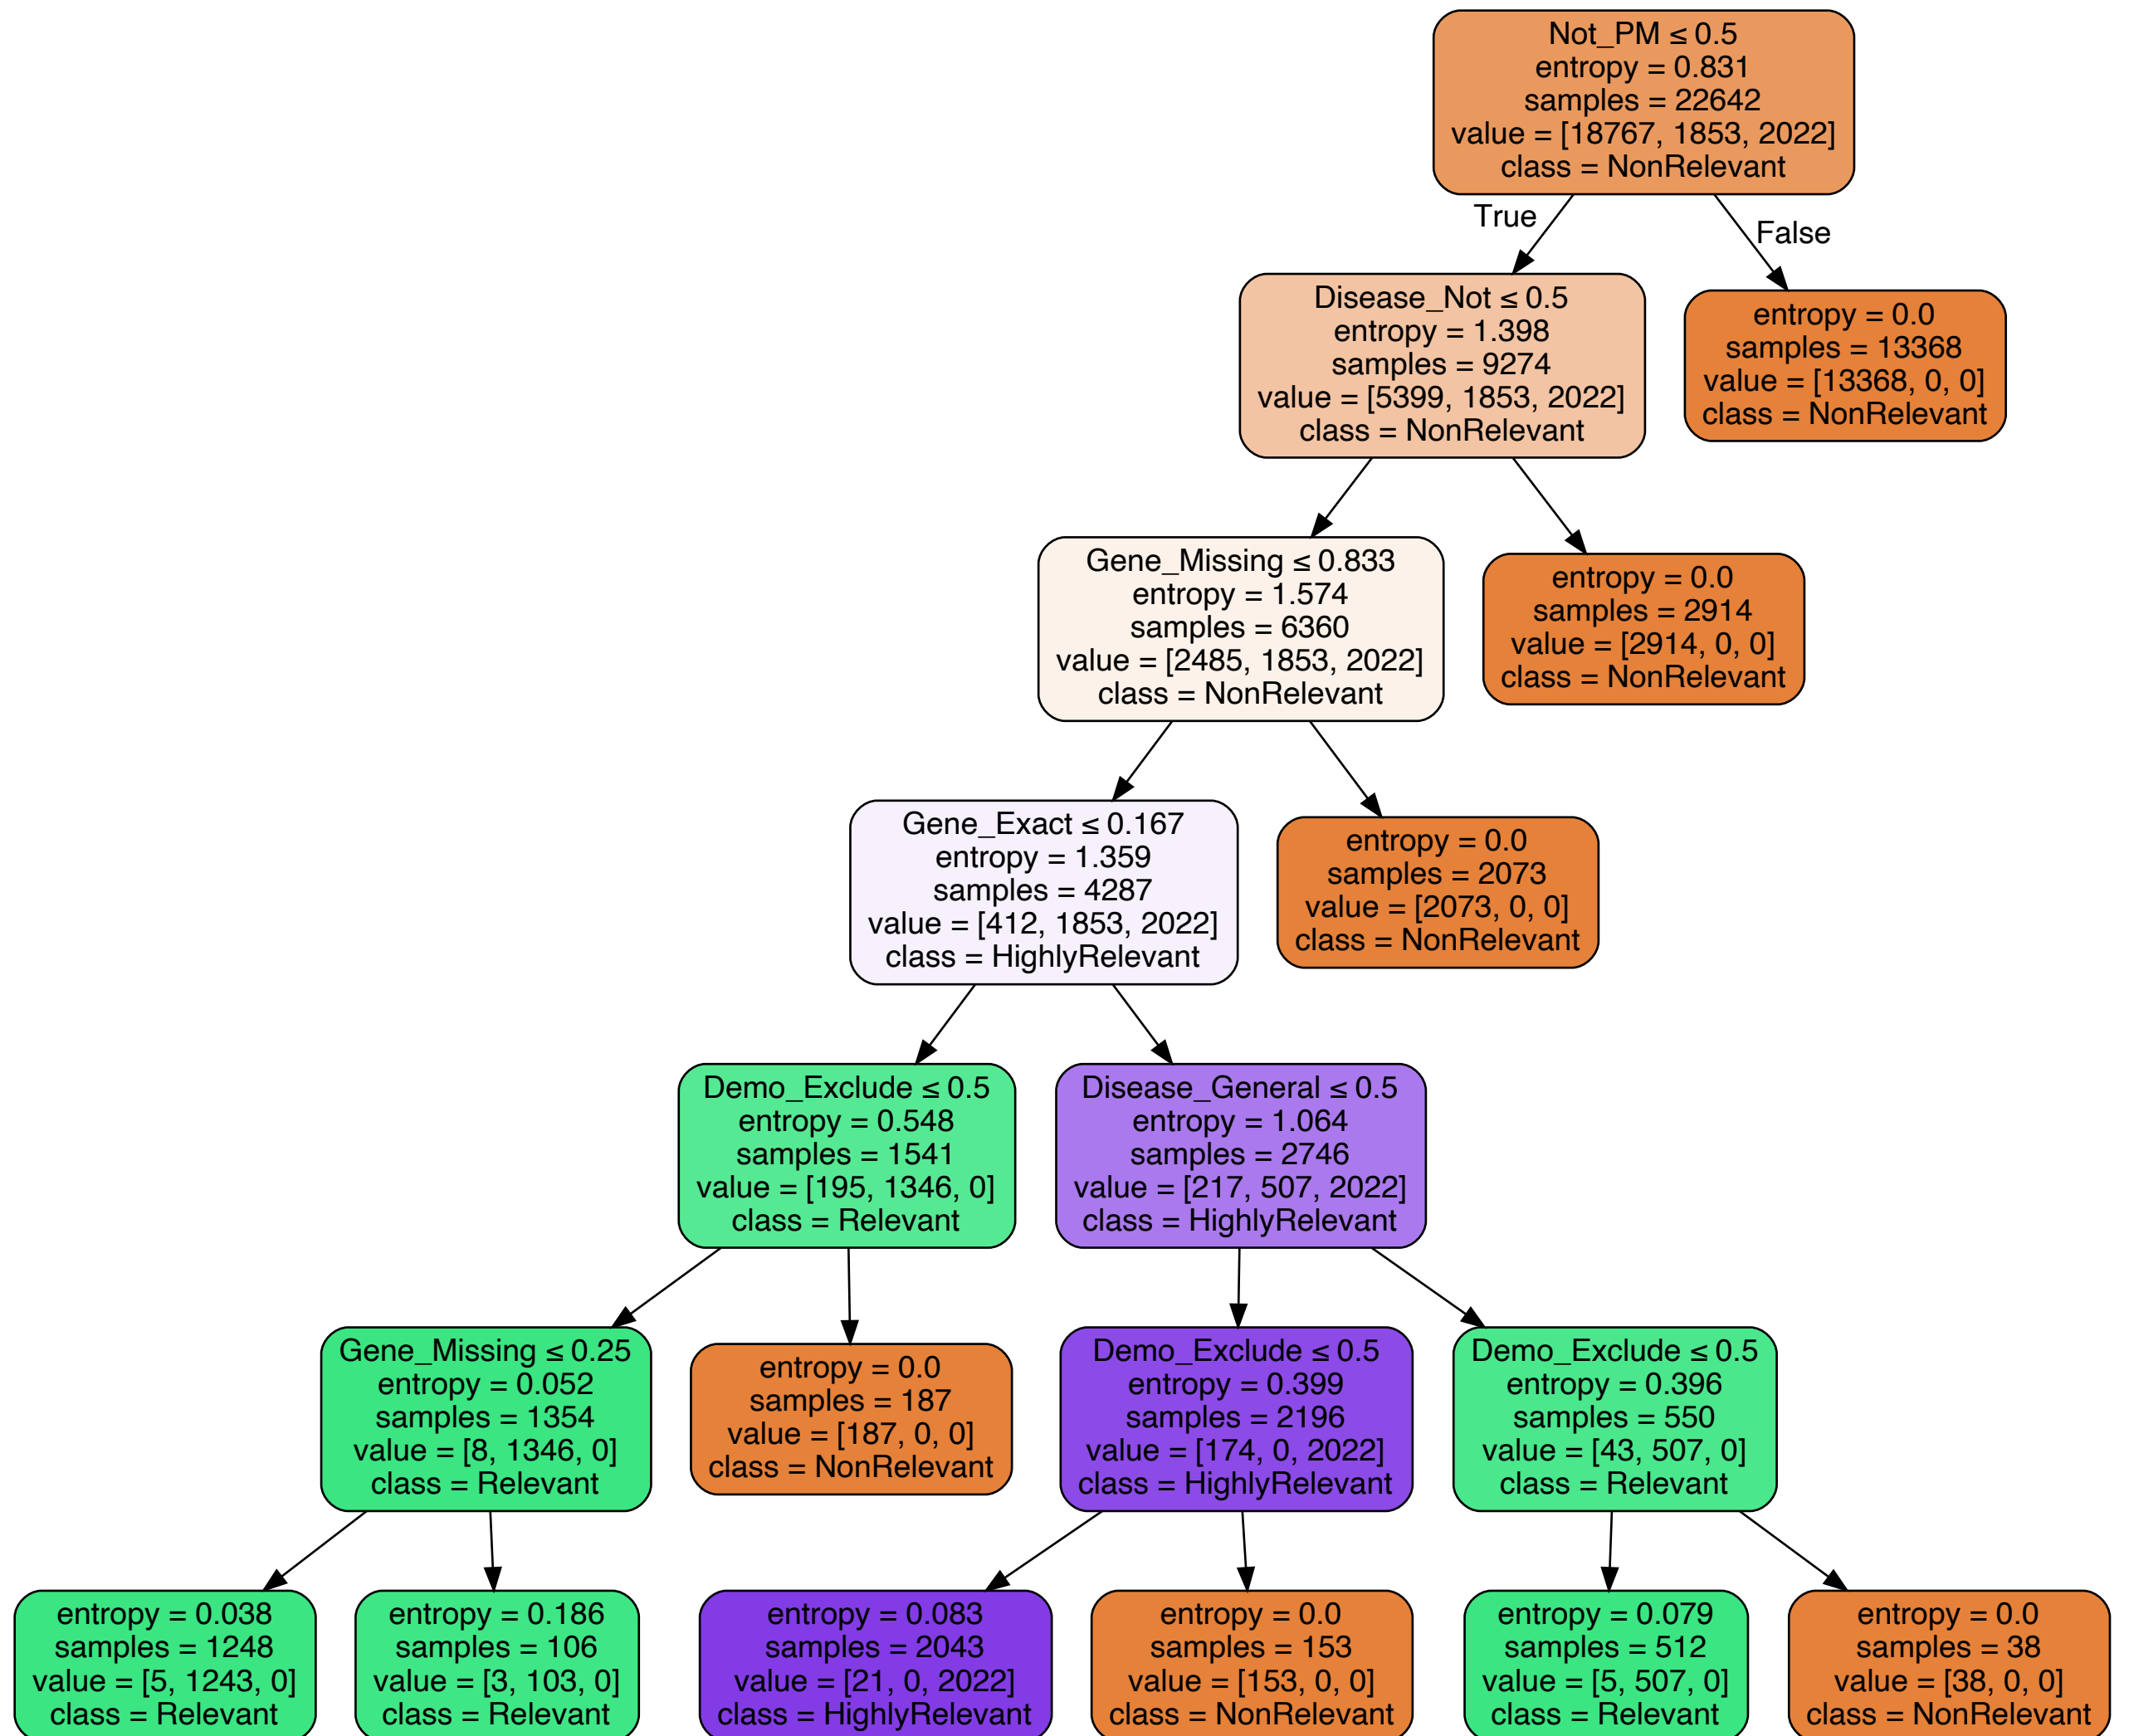 Not_PM ≤ 0.5
entropy = 0.831
samples = 22642
value = [18767, 1853, 2022]
class = NonRelevant
True
False
Disease_Not ≤ 0.5
entropy = 1.398
samples = 9274
value = [5399, 1853, 2022]
class = NonRelevant
entropy = 0.0
samples = 13368
value = [13368, 0, 0]
class = NonRelevant
Gene_Missing ≤ 0.833
entropy = 1.574
samples = 6360
value = [2485, 1853, 2022]
class = NonRelevant
entropy = 0.0
samples = 2914
value = [2914, 0, 0]
class = NonRelevant
Gene_Exact ≤ 0.167
entropy = 1.359
samples = 4287
value = [412, 1853, 2022]
class = HighlyRelevant
entropy = 0.0
samples = 2073
value = [2073, 0, 0]
class = NonRelevant
Demo_Exclude ≤ 0.5
entropy = 0.548
samples = 1541
value = [195, 1346, 0]
class = Relevant
Disease_General ≤ 0.5
entropy = 1.064
samples = 2746
value = [217, 507, 2022]
class = HighlyRelevant
Gene_Missing ≤ 0.25
entropy = 0.052
samples = 1354
value = [8, 1346, 0]
class = Relevant
entropy = 0.0
samples = 187
value = [187, 0, 0]
class = NonRelevant
Demo_Exclude ≤ 0.5
entropy = 0.399
samples = 2196
value = [174, 0, 2022]
class = HighlyRelevant
Demo_Exclude ≤ 0.5
entropy = 0.396
samples = 550
value = [43, 507, 0]
class = Relevant
entropy = 0.038
samples = 1248
value = [5, 1243, 0]
class = Relevant
entropy = 0.186
samples = 106
value = [3, 103, 0]
class = Relevant
entropy = 0.083
samples = 2043
value = [21, 0, 2022]
class = HighlyRelevant
entropy = 0.0
samples = 153
value = [153, 0, 0]
class = NonRelevant
entropy = 0.079
samples = 512
value = [5, 507, 0]
class = Relevant
entropy = 0.0
samples = 38
value = [38, 0, 0]
class = NonRelevant